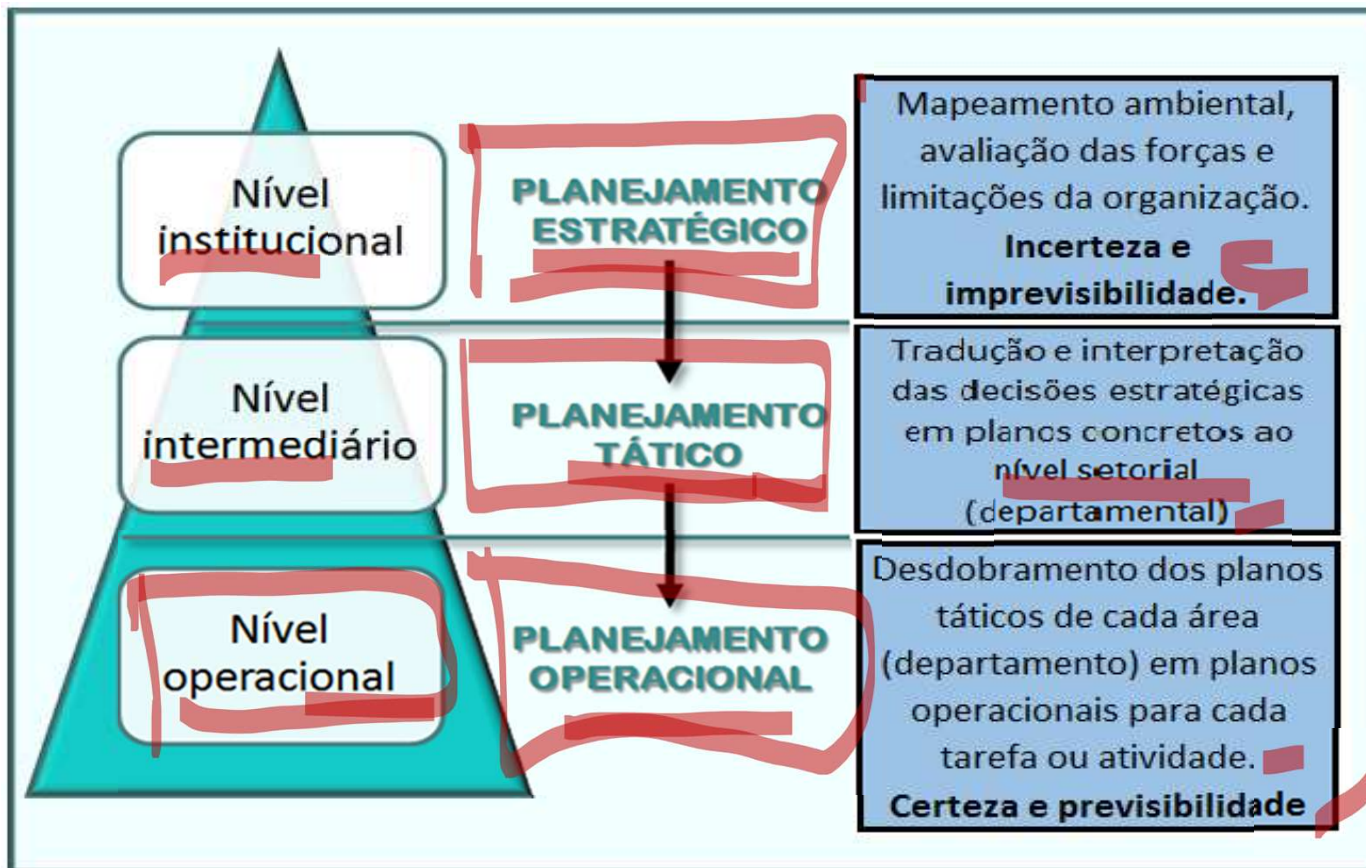 Nível
institucional
PLANEJAMENTO
ESTRATÉGICO
Mapeamento ambiental,
avaliação das forças e
limitações da organização.
Incerteza e
imprevisibilidade.
Nível
intermediário
PLANEJAMENTO
TÁTICO
Tradução e interpretação
das decisões estratégicas
em planos concretos ao
nível setorial
(departamental)
Nível
operacional
PLANEJAMENTO
OPERACIONAL
Desdobramento dos planos
táticos de cada área
(departamento) em planos
operacionais para cada
tarefa ou atividade.
Certeza e previsibilidade